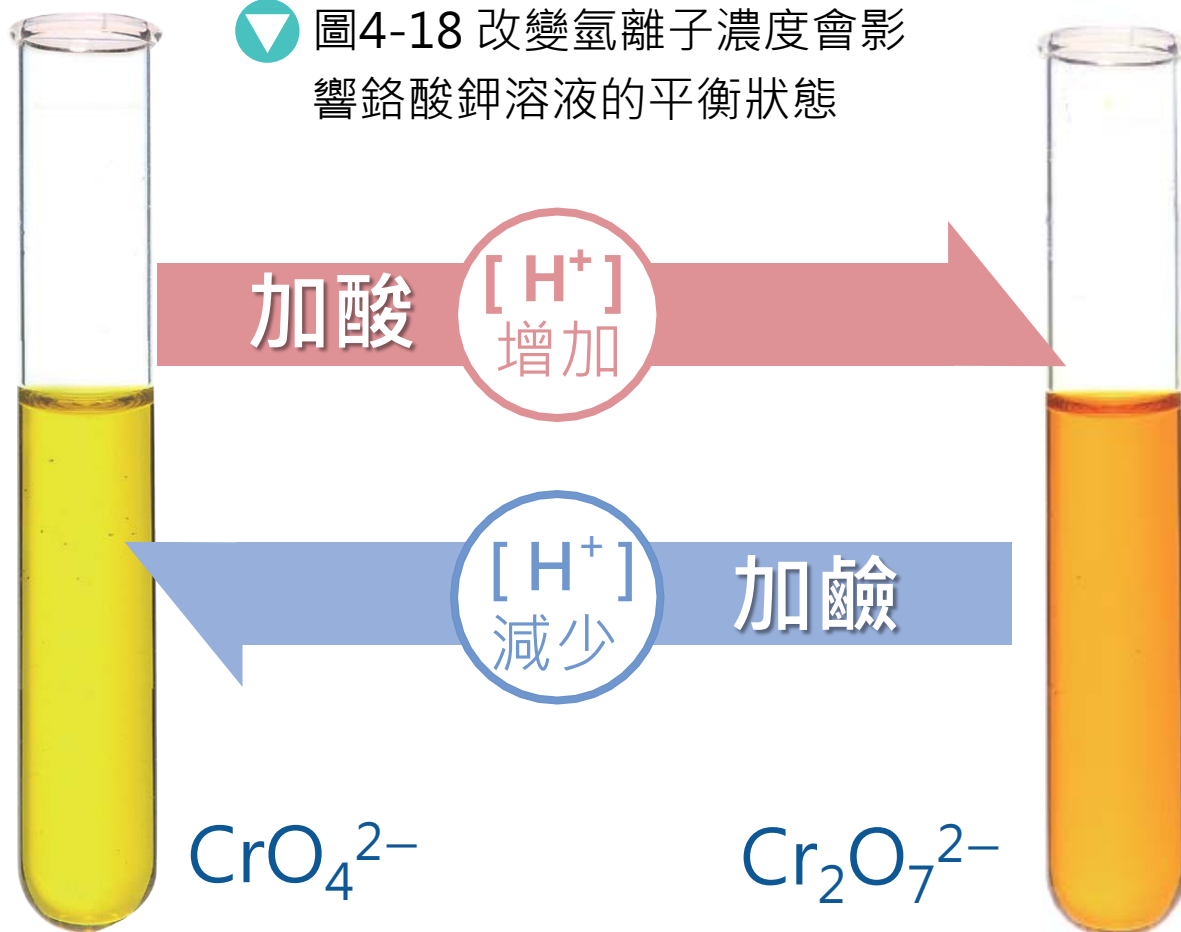 圖4-18 改變氫離子濃度會影
響鉻酸鉀溶液的平衡狀態
加酸
[ H⁺ ]
增加
[ H⁺ ]
減少
加鹼
CrO₄²⁻
Cr₂O₇²⁻